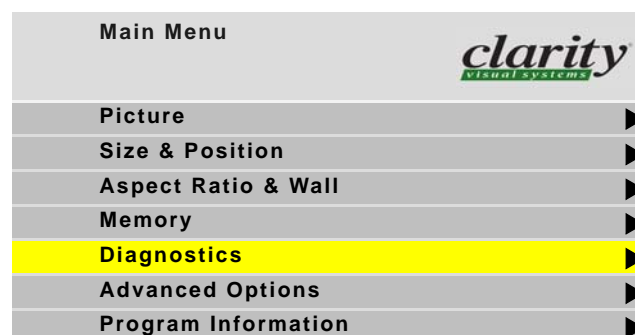 Main Menu
clarity
visual systems
Picture
Size & Position
Aspect Ratio & Wall
Memory
Diagnostics
Advanced Options
Program Information